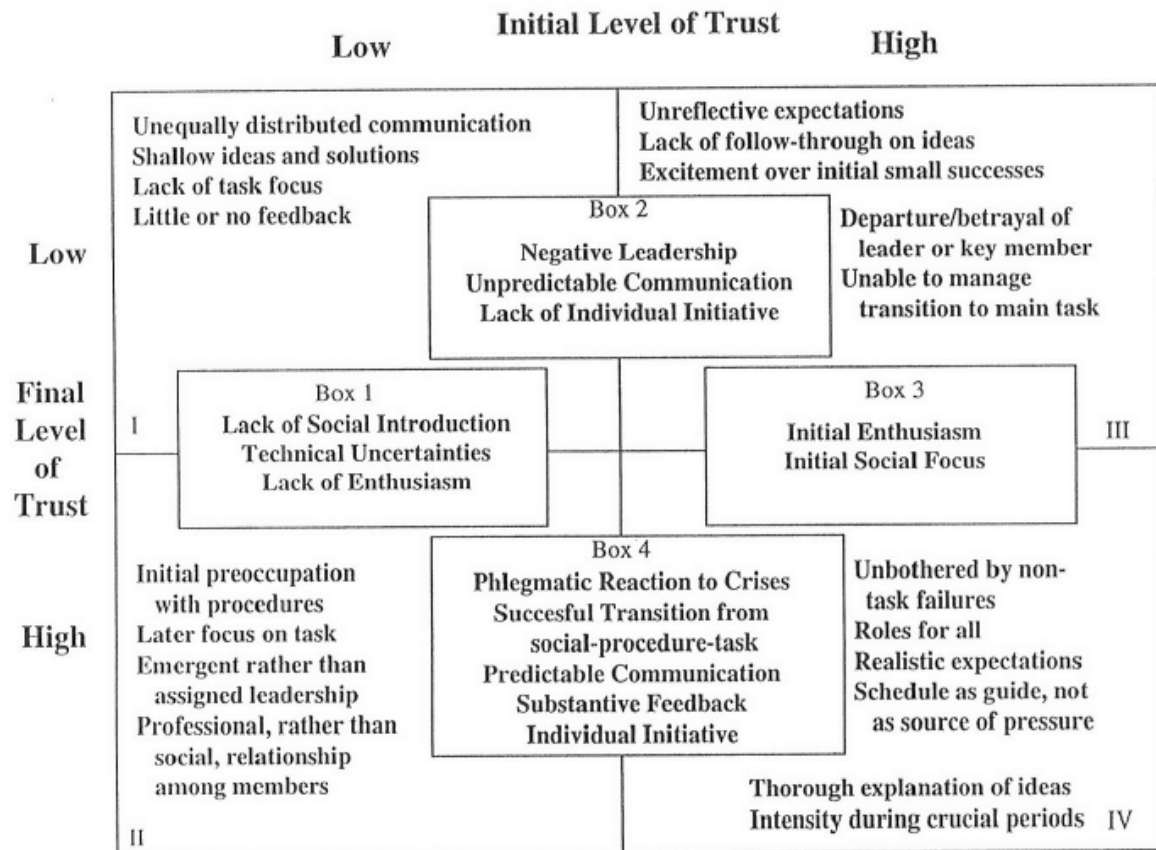 Initial Level of Trust
Low
High
Unequally distributed communication
Shallow ideas and solutions
Lack of task focus
Little or no feedback
Unreflective expectations
Lack of follow-through on ideas
Excitement over initial small successes
Departure/betrayal of
leader or key member
Unable to manage
transition to main task
Low
Box 2
Negative Leadership
Unpredictable Communication
Lack of Individual Initiative
Final
Level
of
Trust
I
Box 1
Lack of Social Introduction
Technical Uncertainties
Lack of Enthusiasm
Box 3
Initial Enthusiasm
Initial Social Focus
III
High
Initial preoccupation
with procedures
Later focus on task
Emergent rather than
assigned leadership
Professional, rather than
social, relationship
among members
II
Box 4
Phlegmatic Reaction to Crises
Succesful Transition from
social-procedure-task
Predictable Communication
Substantive Feedback
Individual Initiative
Unbothered by non-
task failures
Roles for all
Realistic expectations
Schedule as guide, not
as source of pressure
Thorough explanation of ideas
Intensity during crucial periods
IV